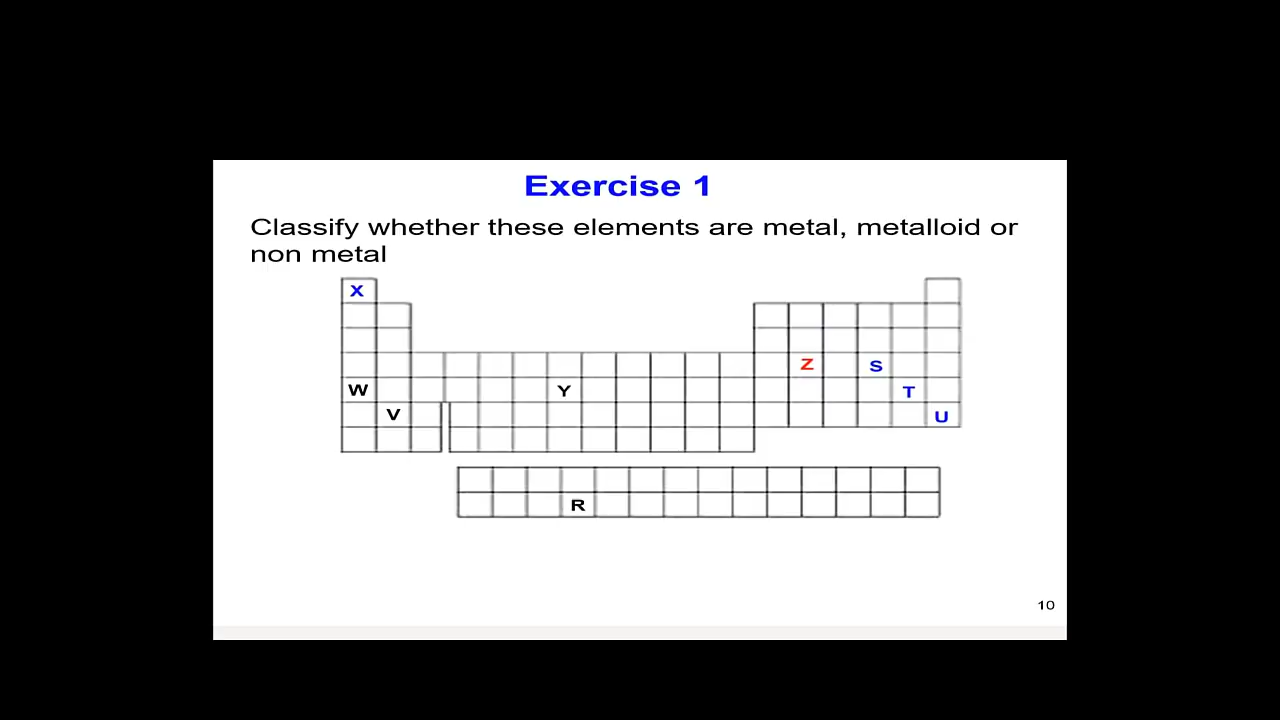 Exercise 1
Classify whether these elements are metal, metalloid or
non metal
X
Z S
W Y T
V U
R
10